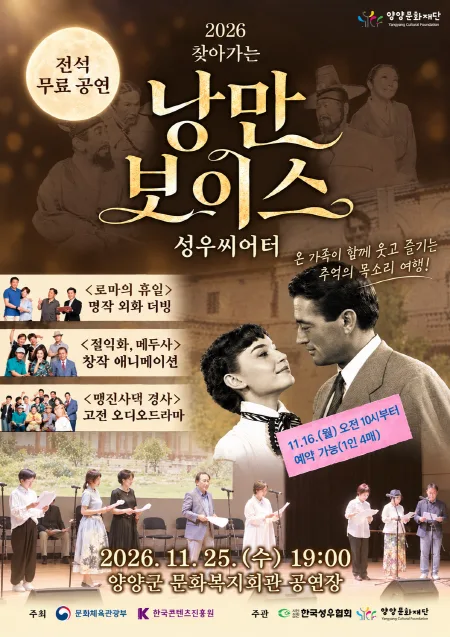 양양문화재단
Yangyang Cultural Foundation
전석
무료 공연
2026
찾아가는
낭만
보이스
성우씨어터
온 가족이 함께 웃고 즐기는
추억의 목소리 여행!
<로마의 휴일>
명작 외화 더빙
<절익화, 메두사>
창작 애니메이션
<맹진사댁 경사>
고전 오디오드라마
11.16.(월) 오전 10시부터
예약 가능(1인 4매)
2026. 11. 25.(수) 19:00
양양군 문화복지회관 공연장
주최 문화체육관광부 한국콘텐츠진흥원 주관 한국성우협회 양양문화재단